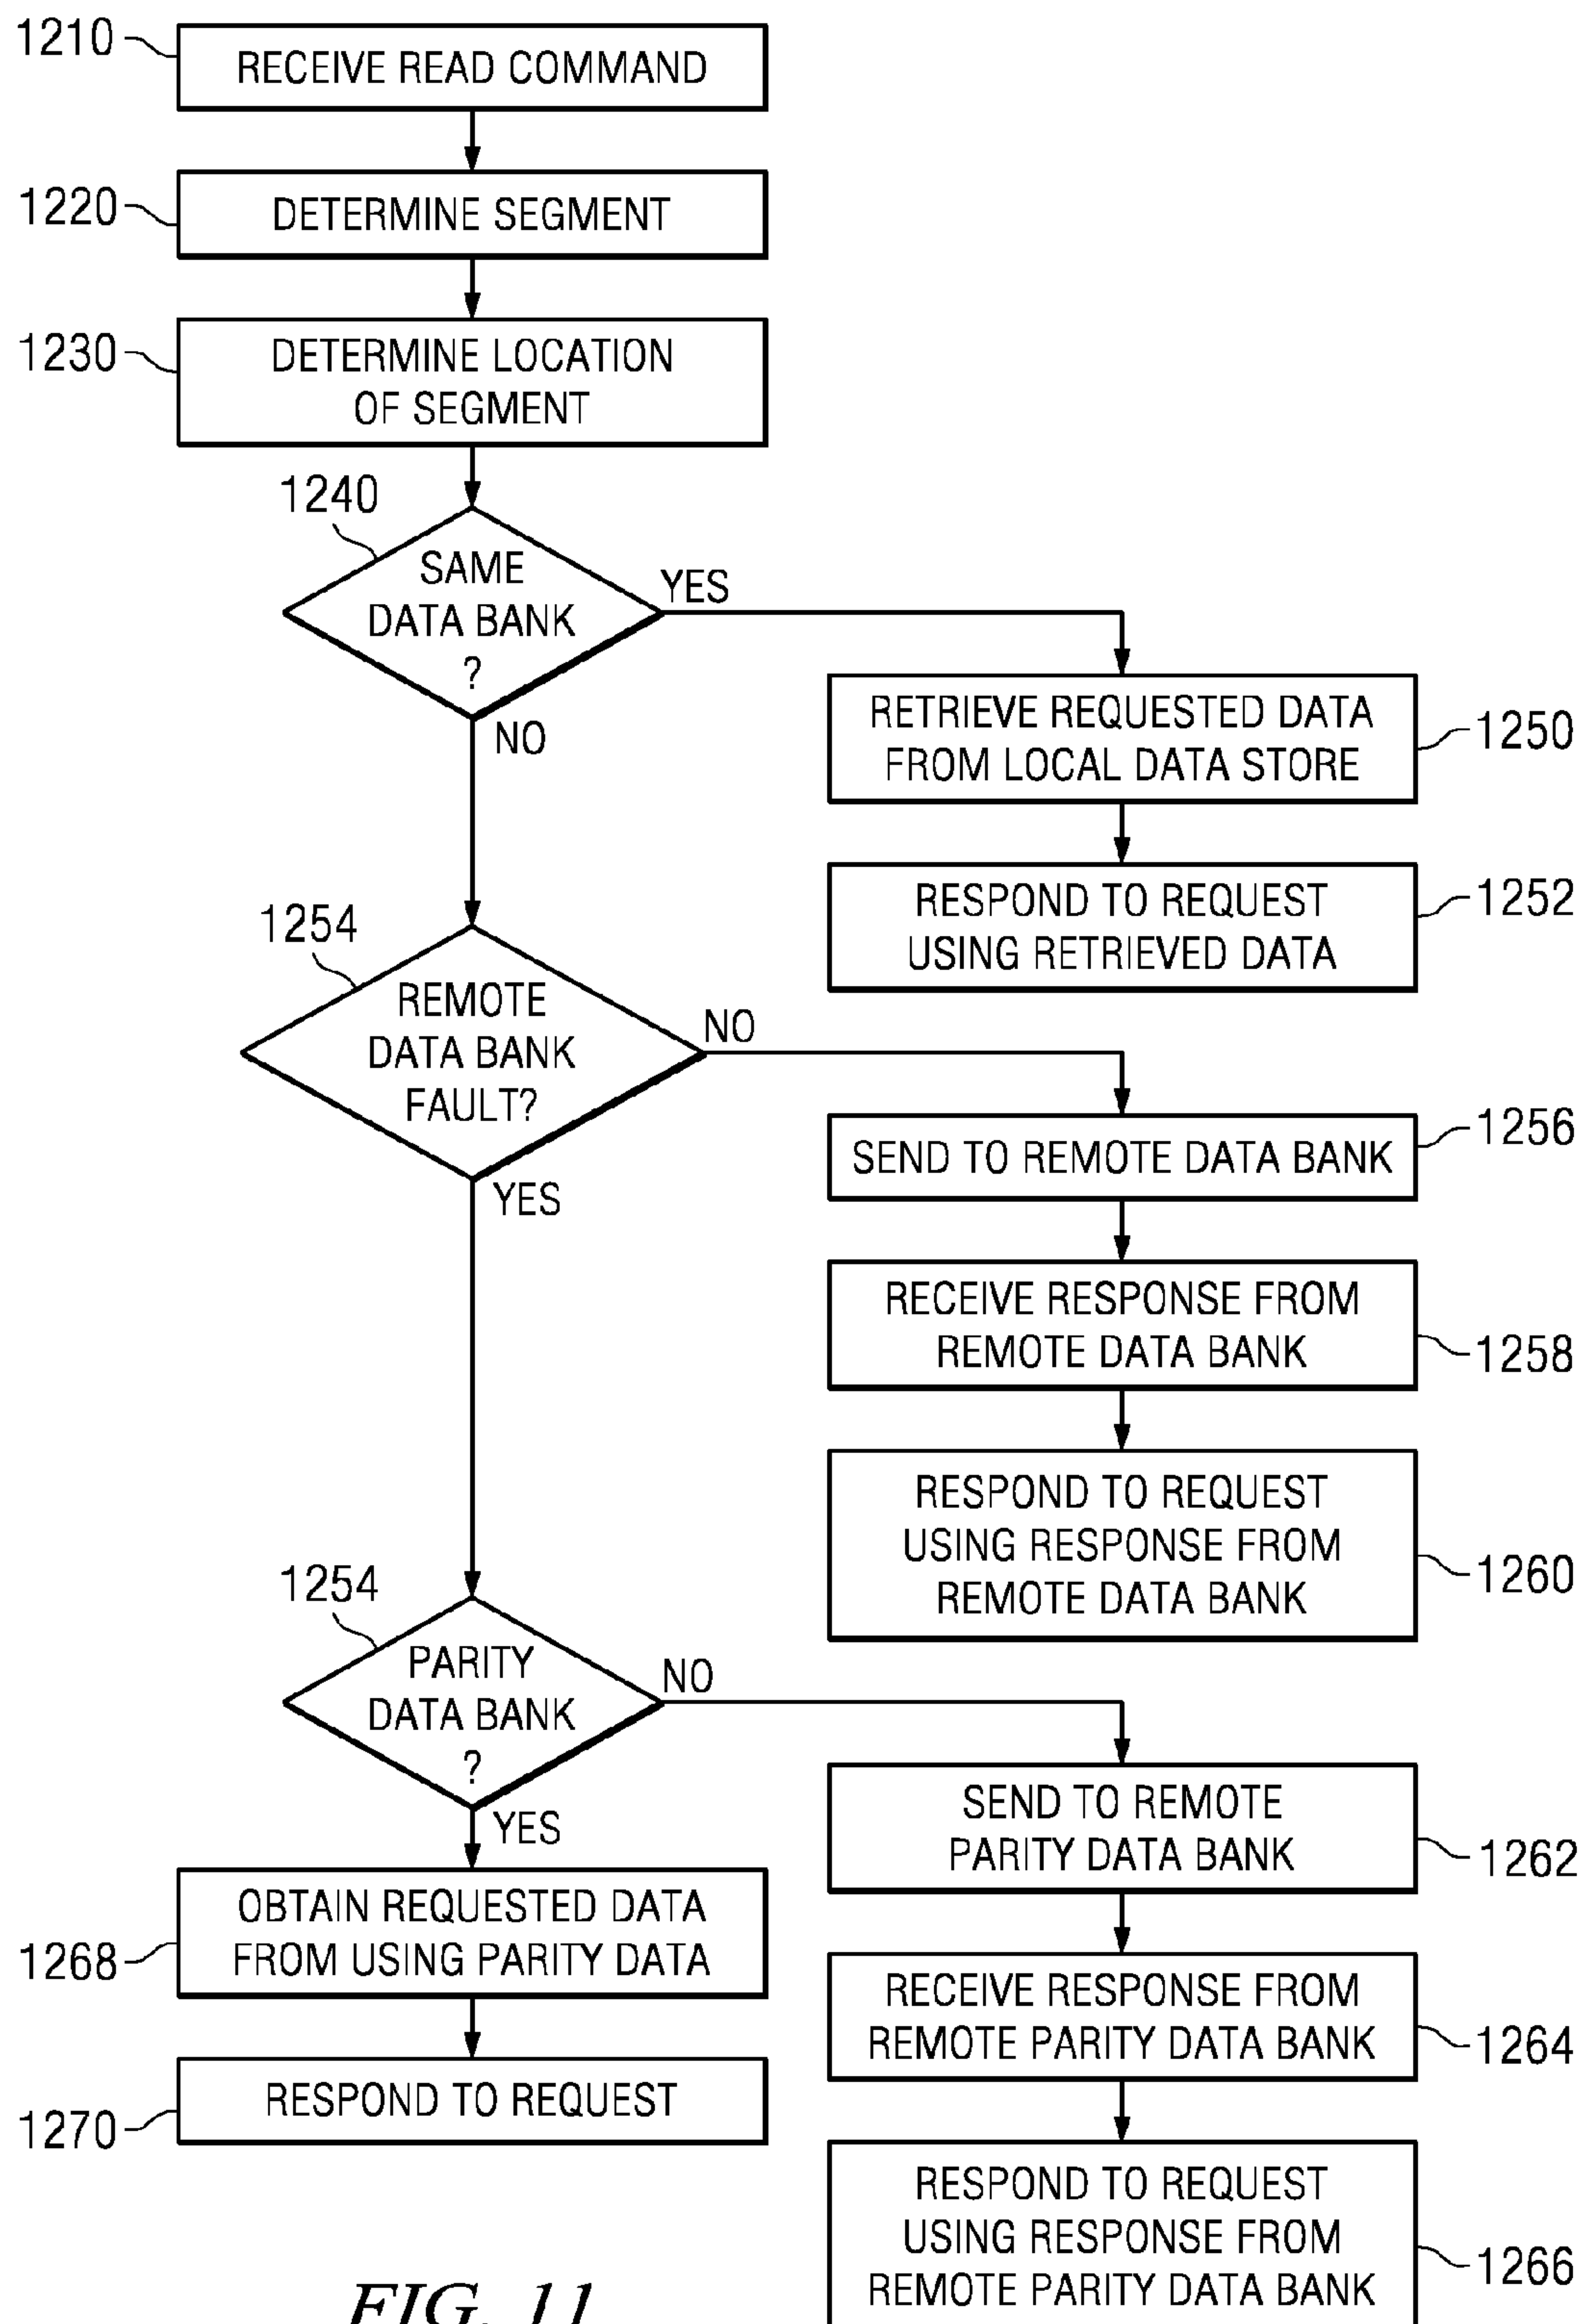 1210
RECEIVE READ COMMAND
1220
DETERMINE SEGMENT
1230
DETERMINE LOCATION
OF SEGMENT
1240
SAME
DATA BANK
?
YES
NO
RETRIEVE REQUESTED DATA
FROM LOCAL DATA STORE
1250
RESPOND TO REQUEST
USING RETRIEVED DATA
1252
1254
REMOTE
DATA BANK
FAULT?
NO
YES
SEND TO REMOTE DATA BANK
1256
RECEIVE RESPONSE FROM
REMOTE DATA BANK
1258
RESPOND TO REQUEST
USING RESPONSE FROM
REMOTE DATA BANK
1260
1254
PARITY
DATA BANK
?
NO
YES
SEND TO REMOTE
PARITY DATA BANK
1262
OBTAIN REQUESTED DATA
FROM USING PARITY DATA
1268
RECEIVE RESPONSE FROM
REMOTE PARITY DATA BANK
1264
RESPOND TO REQUEST
1270
RESPOND TO REQUEST
USING RESPONSE FROM
REMOTE PARITY DATA BANK
1266
FIG. 11